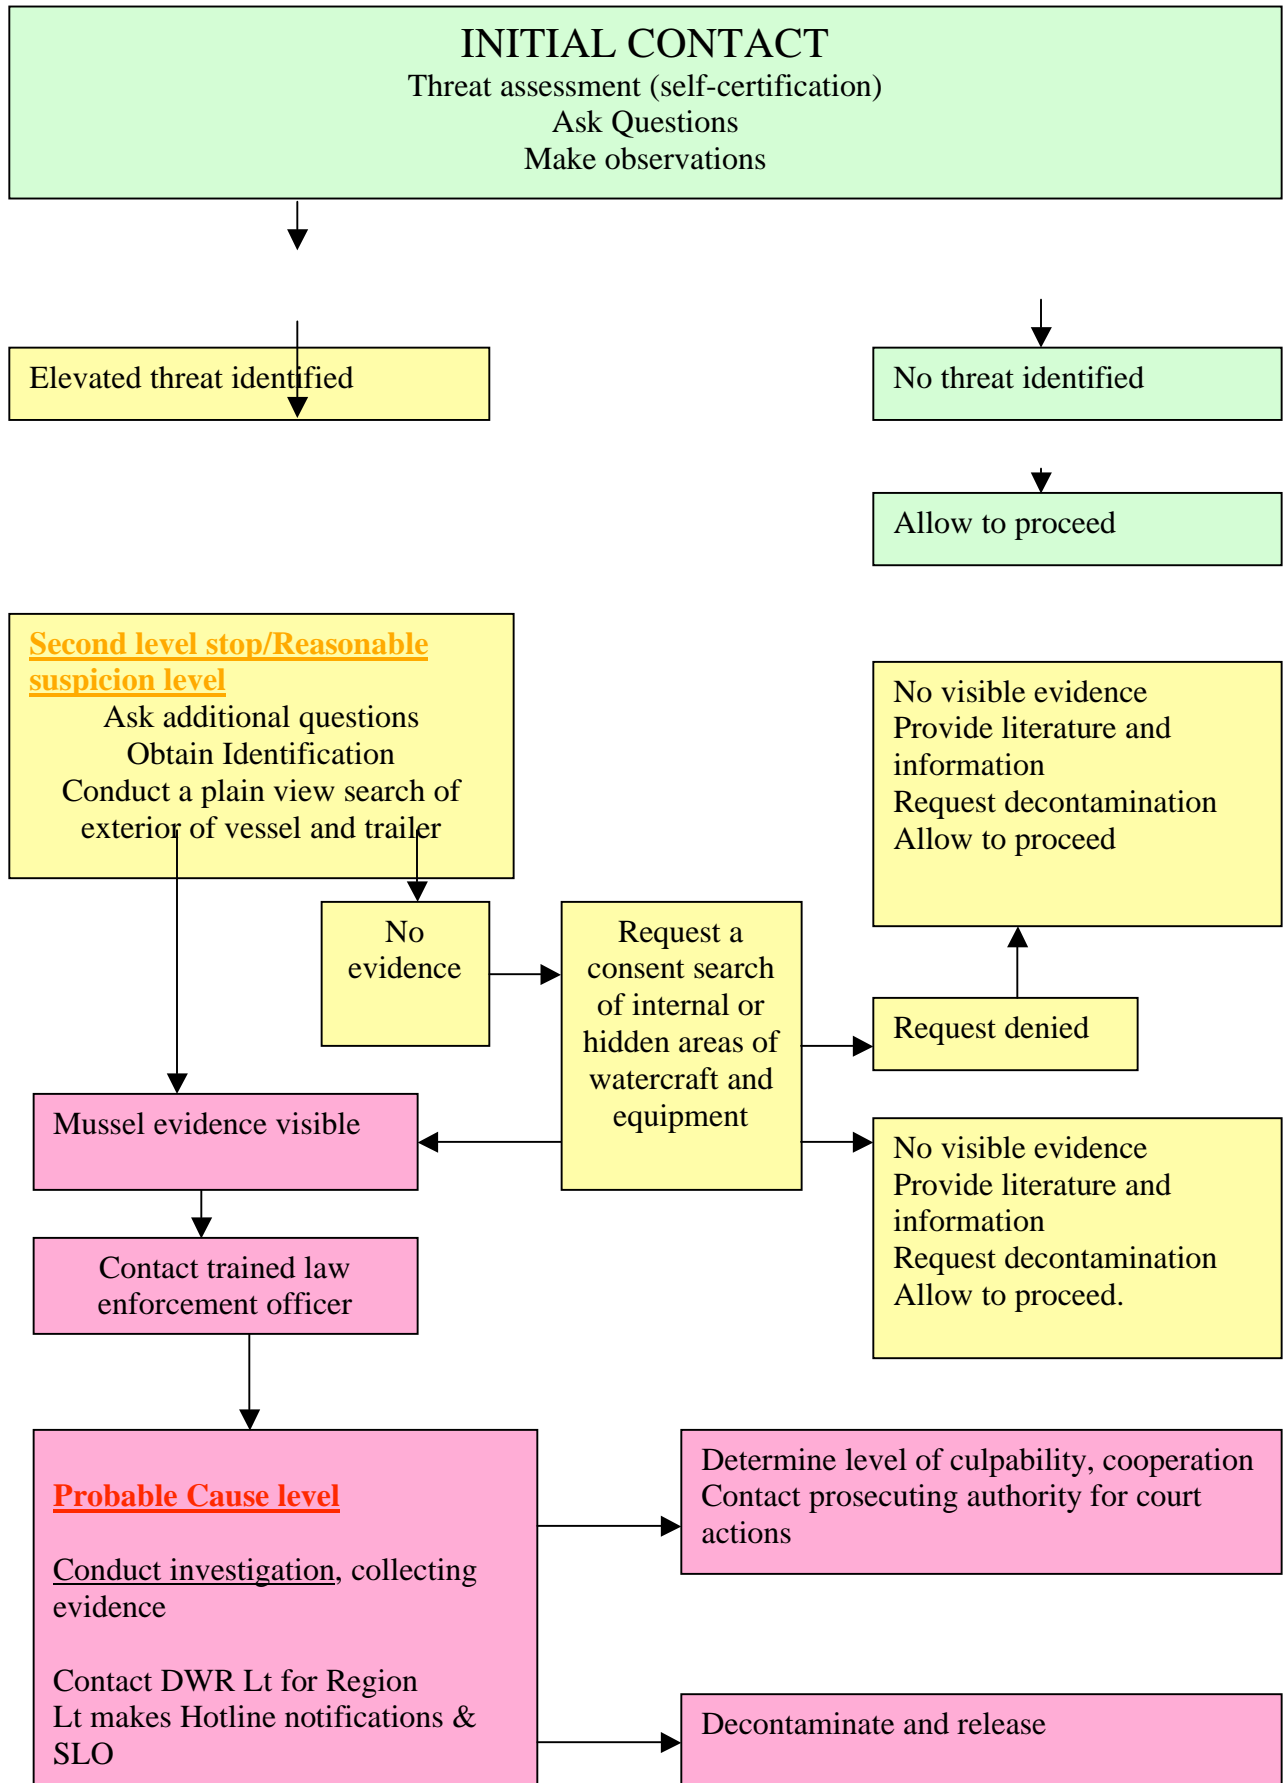 INITIAL CONTACT
Threat assessment (self-certification)
Ask Questions
Make observations
Elevated threat identified
No threat identified
Allow to proceed
Second level stop/Reasonable
suspicion level
Ask additional questions
Obtain Identification
Conduct a plain view search of
exterior of vessel and trailer
No visible evidence
Provide literature and
information
Request decontamination
Allow to proceed
No
evidence
Request a
consent search
of internal or
hidden areas of
watercraft and
equipment
Request denied
Mussel evidence visible
No visible evidence
Provide literature and
information
Request decontamination
Allow to proceed.
Contact trained law
enforcement officer
Probable Cause level
Conduct investigation, collecting
evidence
Contact DWR Lt for Region
Lt makes Hotline notifications &
SLO
Determine level of culpability, cooperation
Contact prosecuting authority for court
actions
Decontaminate and release